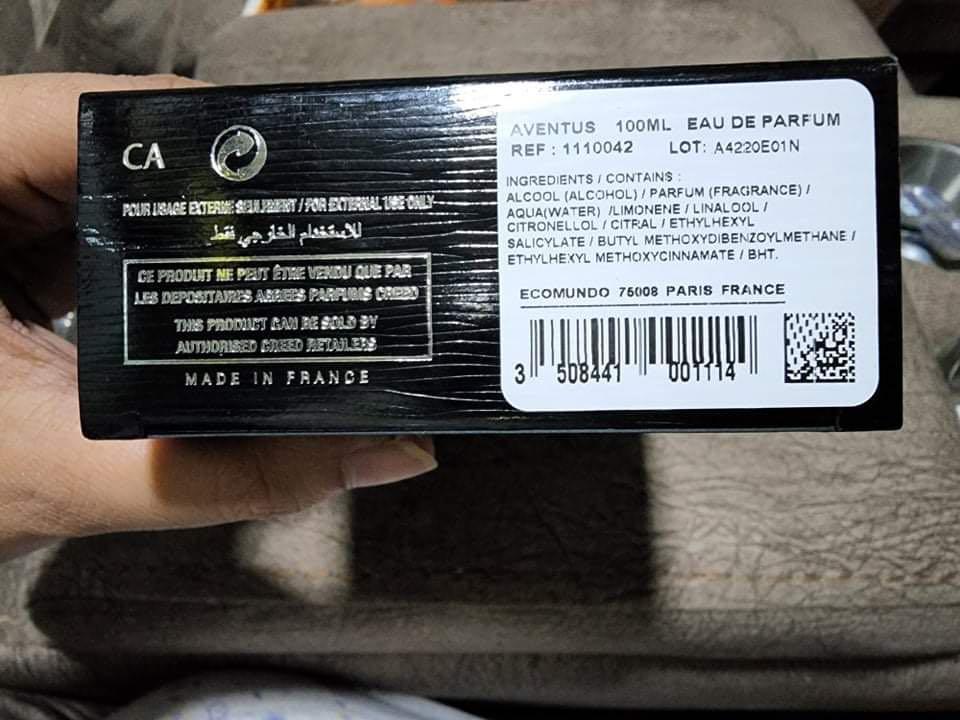 CA
POUR USAGE EXTERNE SEULEMENT / FOR EXTERNAL USE ONLY
للاستخدام الخارجي فقط
CE PRODUIT NE PEUT ÊTRE VENDU QUE PAR
LES DEPOSITAIRES AGREES PARFUMS CREED
THIS PRODUCT CAN BE SOLD BY
AUTHORISED CREED RETAILERS
MADE IN FRANCE
AVENTUS 100ML EAU DE PARFUM
REF : 1110042 LOT: A4220E01N
INGREDIENTS / CONTAINS :
ALCOOL (ALCOHOL) / PARFUM (FRAGRANCE) /
AQUA(WATER) /LIMONENE / LINALOOL /
CITRONELLOL / CITRAL / ETHYLHEXYL
SALICYLATE / BUTYL METHOXYDIBENZOYLMETHANE /
ETHYLHEXYL METHOXYCINNAMATE / BHT.
ECOMUNDO 75008 PARIS FRANCE
3 508441 001114